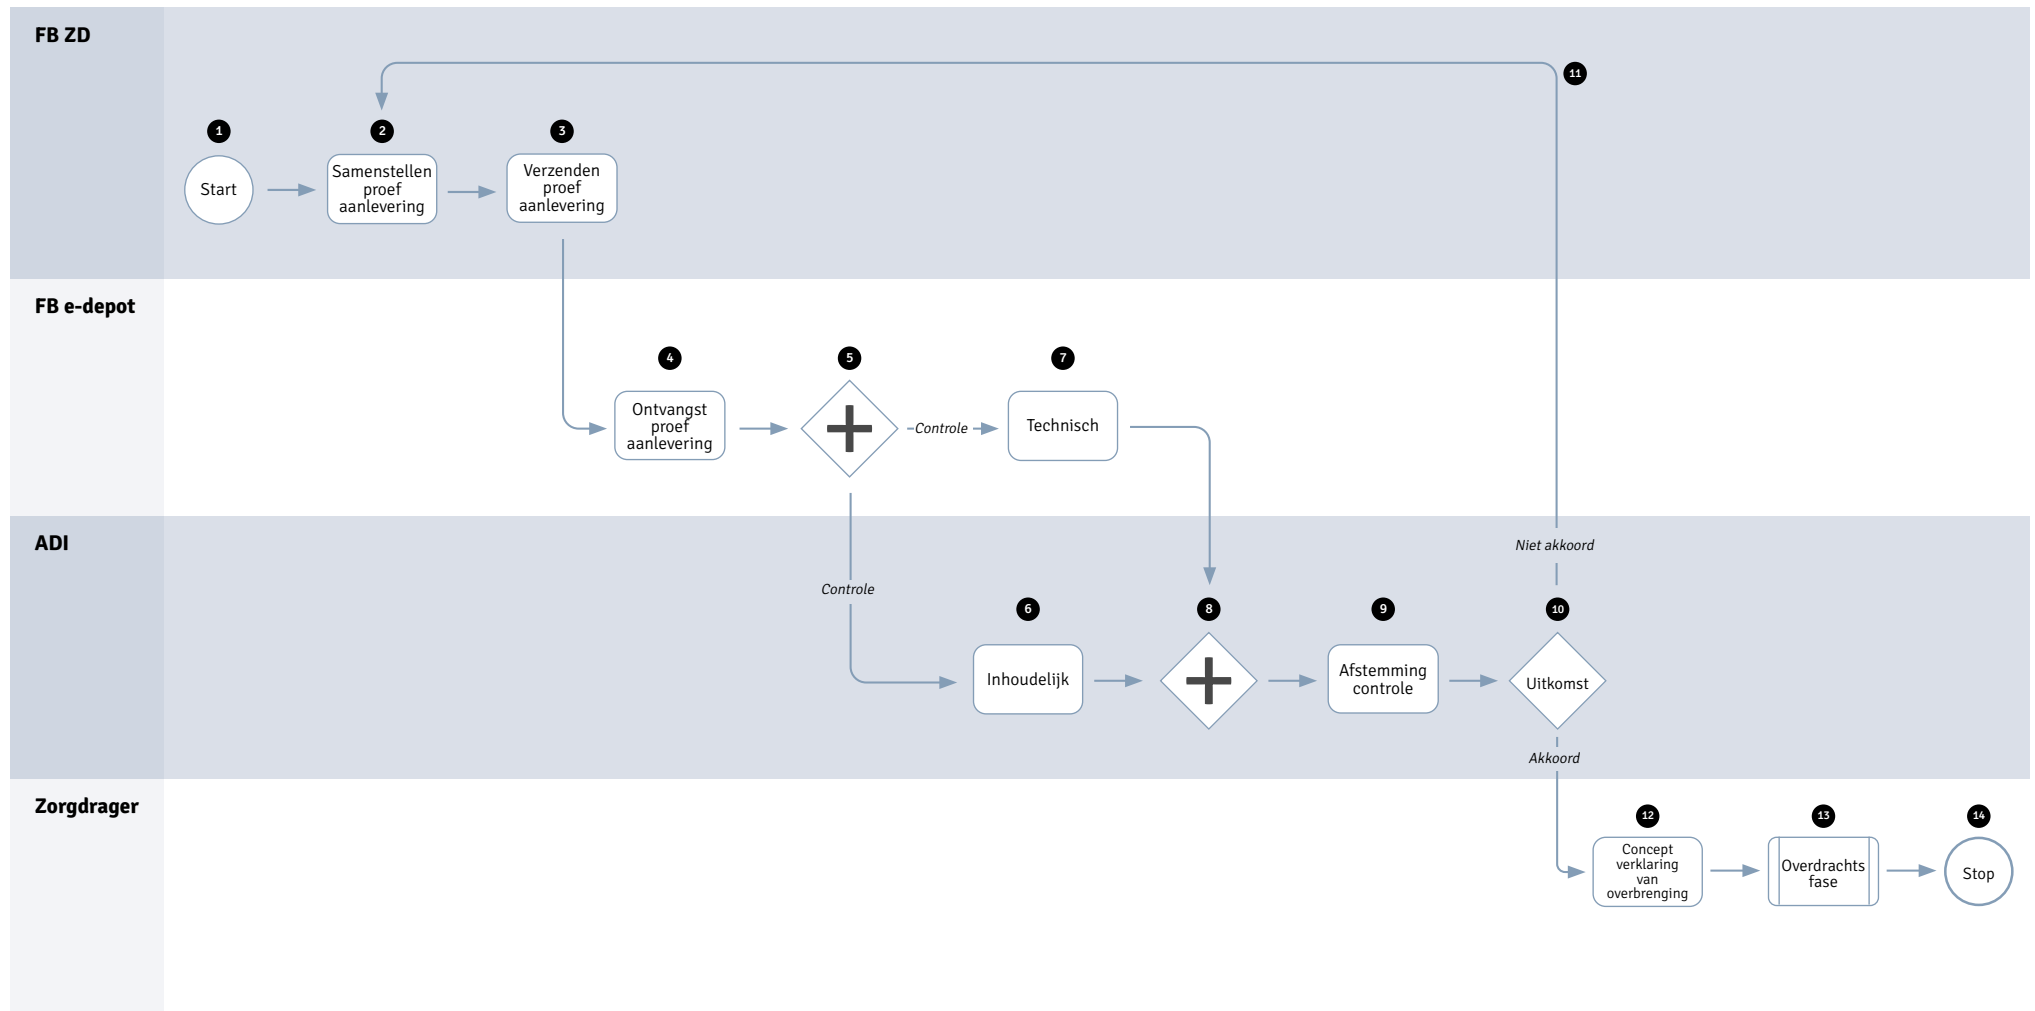 FB ZD
11
1
2
3
Start
Samenstellen
proef
aanlevering
Verzenden
proef
aanlevering
FB e-depot
4
5
7
Ontvangst
proef
aanlevering
Controle
Technisch
ADI
Niet akkoord
Controle
6
8
9
10
Inhoudelijk
Afstemming
controle
Uitkomst
Akkoord
Zorgdrager
12
13
14
Concept
verklaring
van
overbrenging
Overdrachts
fase
Stop